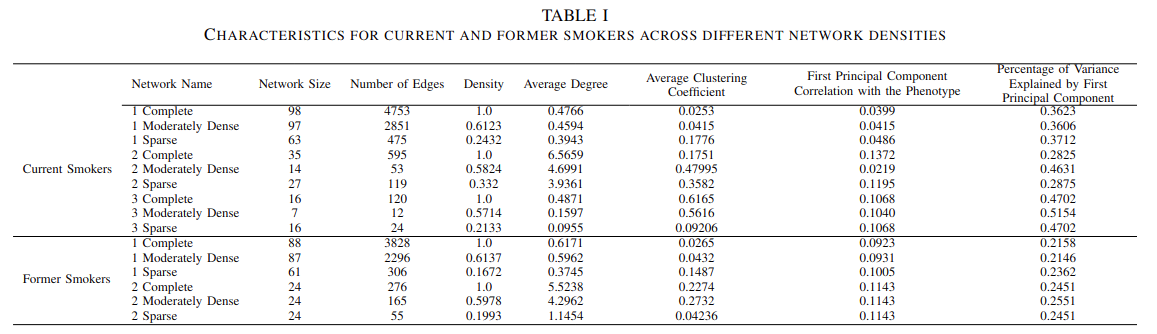 TABLE I
CHARACTERISTICS FOR CURRENT AND FORMER SMOKERS ACROSS DIFFERENT NETWORK DENSITIES
Network Name Network Size Number of Edges Density Average Degree Average Clustering Coefficient First Principal Component Correlation with the Phenotype Percentage of Variance Explained by First Principal Component
Current Smokers
1 Complete 98 4753 1.0 0.4766 0.0253 0.0399 0.3623
1 Moderately Dense 97 2851 0.6123 0.4594 0.0415 0.0415 0.3606
1 Sparse 63 475 0.2432 0.3943 0.1776 0.0486 0.3712
2 Complete 35 595 1.0 6.5659 0.1751 0.1372 0.2825
2 Moderately Dense 14 53 0.5824 4.6991 0.47995 0.0219 0.4631
2 Sparse 27 119 0.332 3.9361 0.3582 0.1195 0.2875
3 Complete 16 120 1.0 0.4871 0.6165 0.1068 0.4702
3 Moderately Dense 7 12 0.5714 0.1597 0.5616 0.1040 0.5154
3 Sparse 16 24 0.2133 0.0955 0.09206 0.1068 0.4702
Former Smokers
1 Complete 88 3828 1.0 0.6171 0.0265 0.0923 0.2158
1 Moderately Dense 87 2296 0.6137 0.5962 0.0432 0.0931 0.2146
1 Sparse 61 306 0.1672 0.3745 0.1487 0.1005 0.2362
2 Complete 24 276 1.0 5.5238 0.2274 0.1143 0.2451
2 Moderately Dense 24 165 0.5978 4.2962 0.2732 0.1143 0.2551
2 Sparse 24 55 0.1993 1.1454 0.04236 0.1143 0.2451